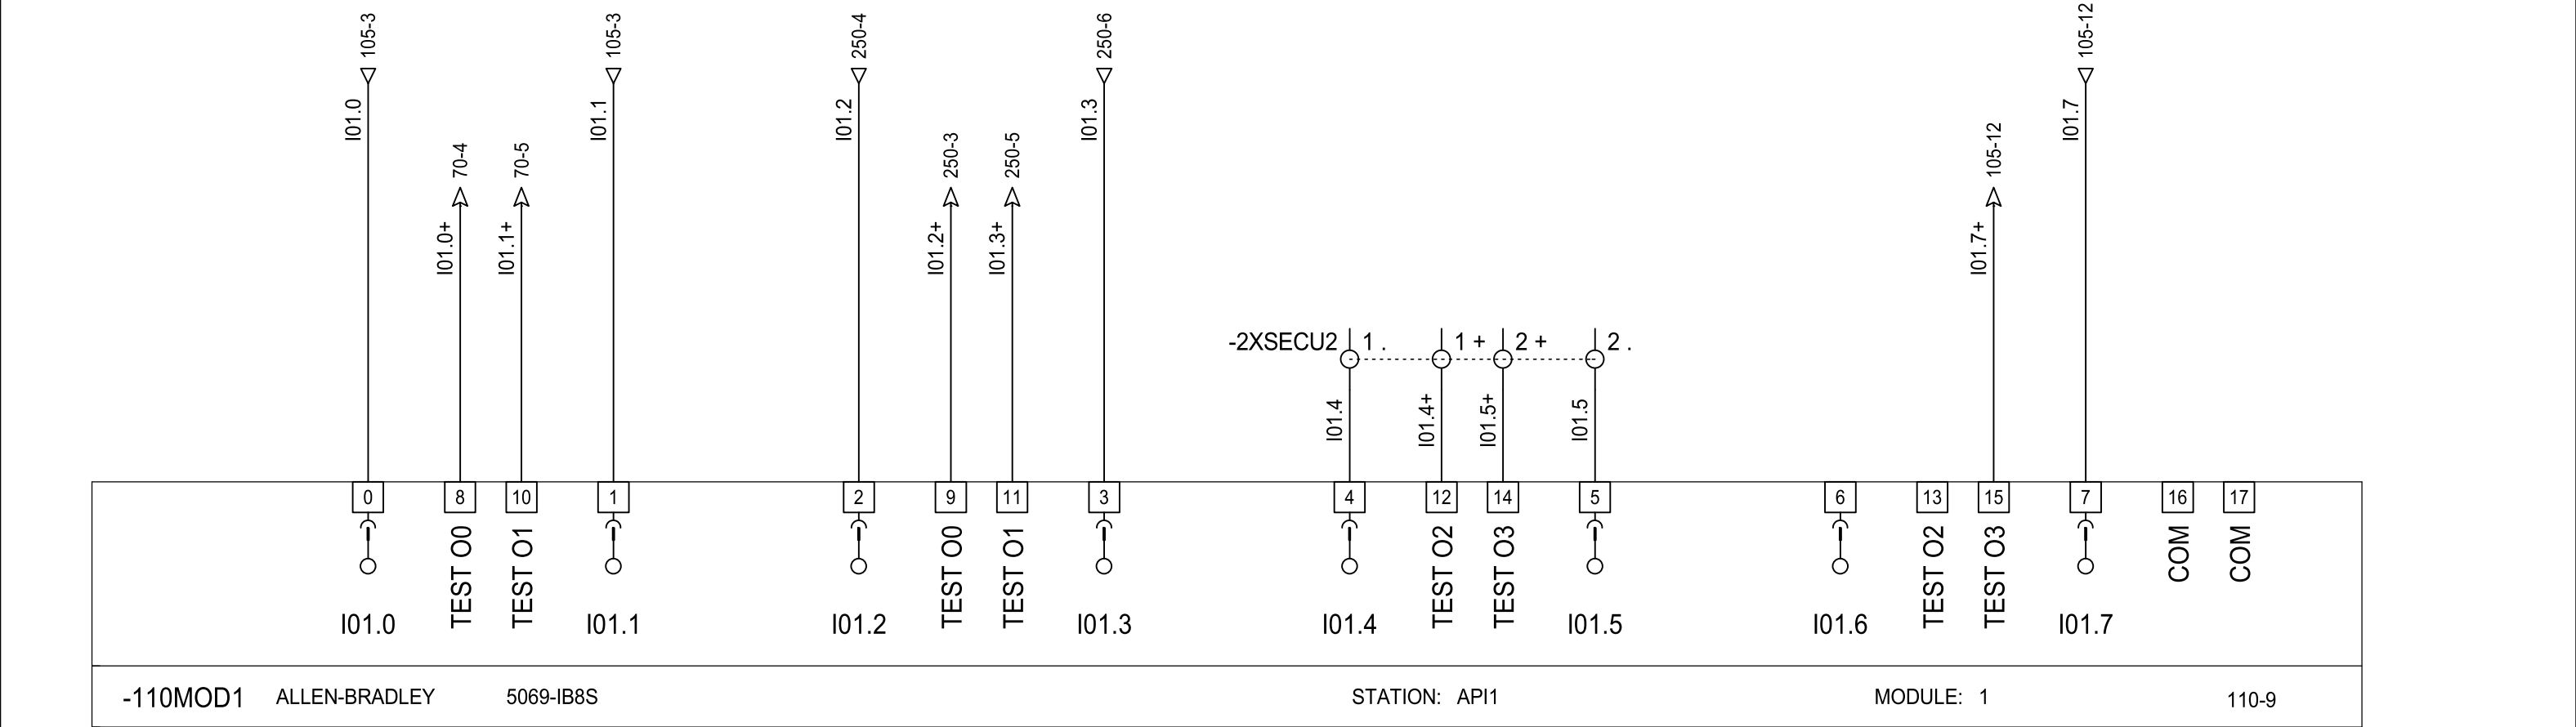 105-3
105-3
250-4
250-6
105-12
I01.0
I01.1
I01.2
I01.3
I01.7
70-4
70-5
250-3
250-5
105-12
I01.0+
I01.1+
I01.2+
I01.3+
I01.7+
-2XSECU2 1 . 1 + 2 + 2 .
I01.4
I01.4+
I01.5+
I01.5
0 8 10 1 2 9 11 3 4 12 14 5 6 13 15 7 16 17
TEST O0
TEST O1
TEST O0
TEST O1
TEST O2
TEST O3
TEST O2
TEST O3
COM
COM
I01.0 I01.1 I01.2 I01.3 I01.4 I01.5 I01.6 I01.7
-110MOD1 ALLEN-BRADLEY 5069-IB8S STATION: API1 MODULE: 1 110-9